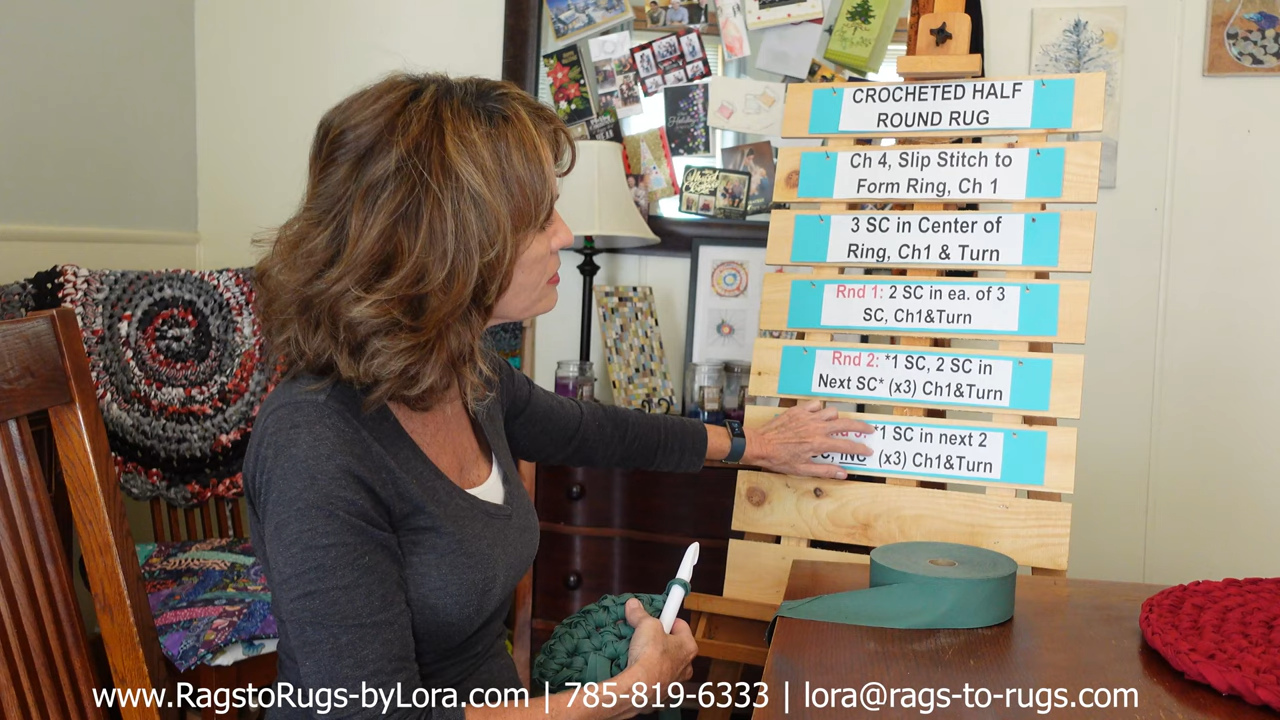 CROCHETED HALF
ROUND RUG
Ch 4, Slip Stitch to
Form Ring, Ch 1
3 SC in Center of
Ring, Ch1 & Turn
Rnd 1: 2 SC in ea. of 3
SC, Ch1&Turn
Rnd 2: *1 SC, 2 SC in
Next SC* (x3) Ch1&Turn
*1 SC in next 2
INC (x3) Ch1&Turn
www.RagstoRugs-byLora.com | 785-819-6333 | lora@rags-to-rugs.com